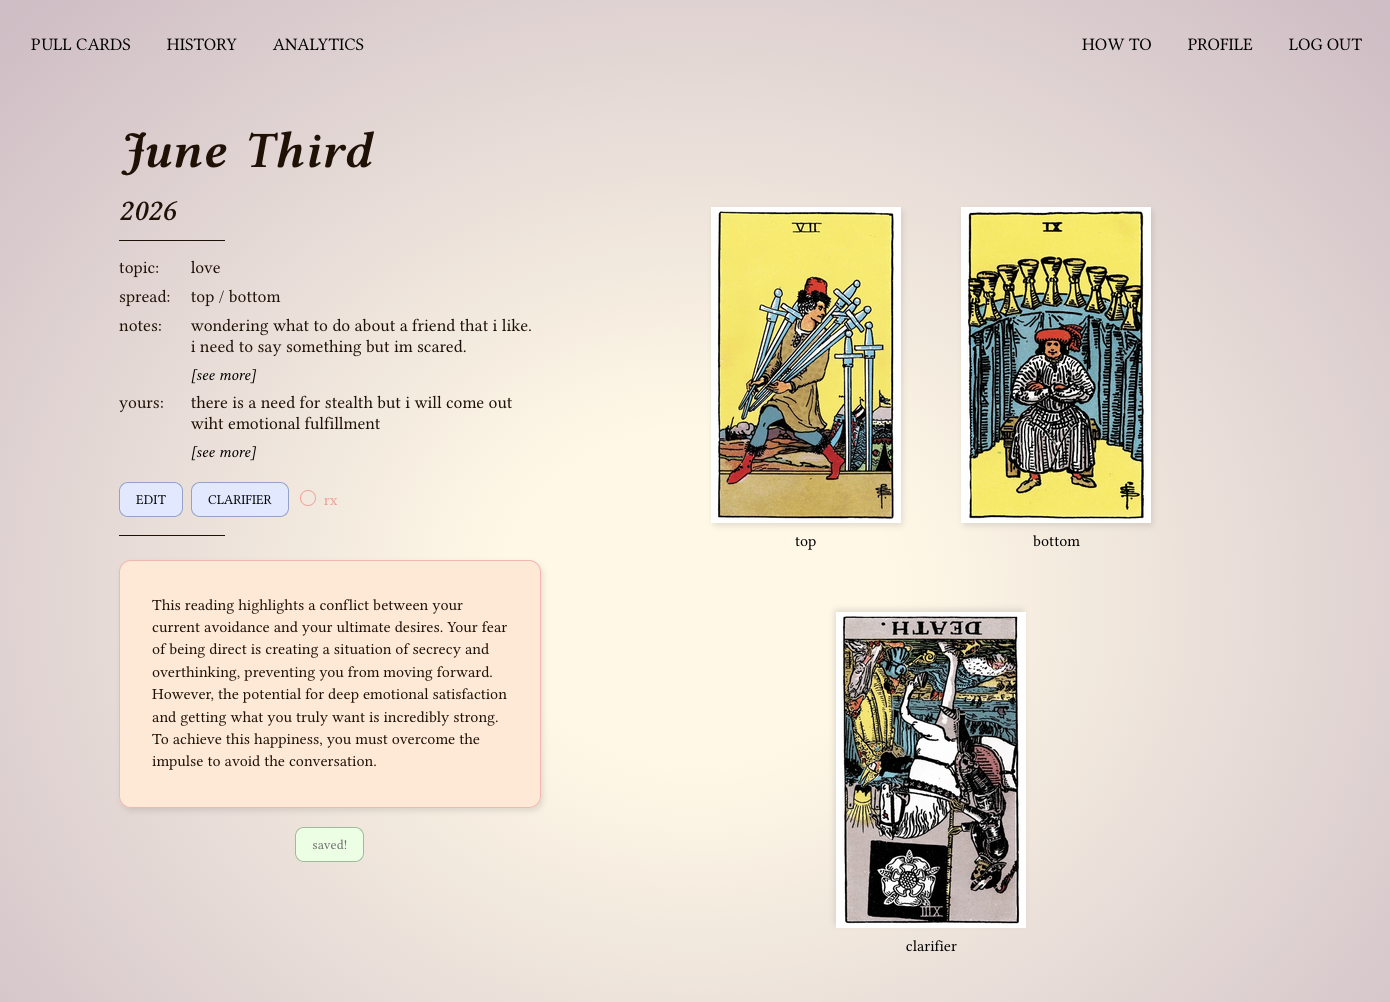 PULL CARDS HISTORY ANALYTICS HOW TO PROFILE LOG OUT
June Third
2026
topic: love
spread: top / bottom
notes: wondering what to do about a friend that i like.
i need to say something but im scared.
[see more]
yours: there is a need for stealth but i will come out
wiht emotional fulfillment
[see more]
EDIT CLARIFIER rx
This reading highlights a conflict between your
current avoidance and your ultimate desires. Your fear
of being direct is creating a situation of secrecy and
overthinking, preventing you from moving forward.
However, the potential for deep emotional satisfaction
and getting what you truly want is incredibly strong.
To achieve this happiness, you must overcome the
impulse to avoid the conversation.
saved!
VII
top
IX
bottom
DEATH.
XIII
clarifier